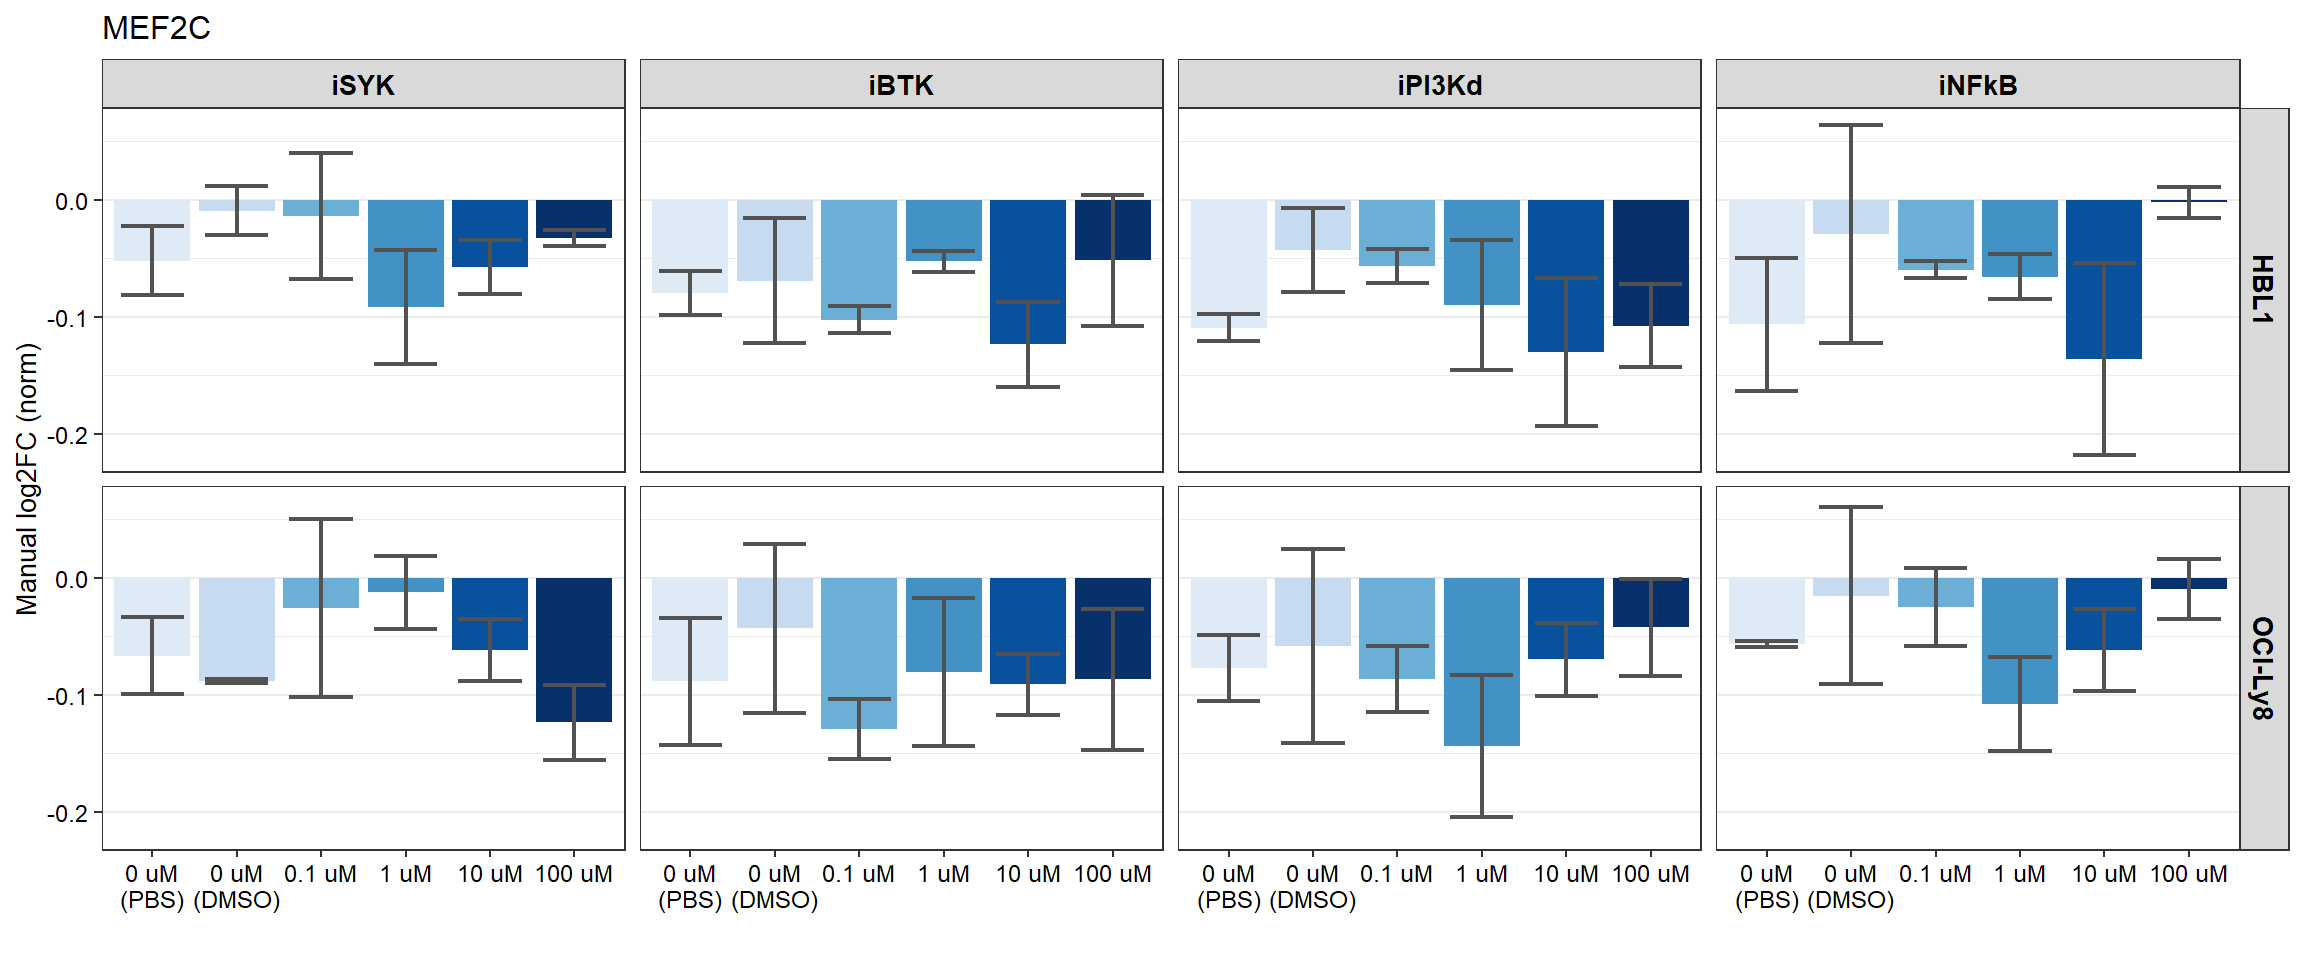 MEF2C
iSYK
iBTK
iPI3Kd
iNFkB
Manual log2FC (norm)
0.0
-0.1
-0.2
HBL1
0.0
-0.1
-0.2
OCI-Ly8
0 uM (PBS)
0 uM (DMSO)
0.1 uM
1 uM
10 uM
100 uM
0 uM (PBS)
0 uM (DMSO)
0.1 uM
1 uM
10 uM
100 uM
0 uM (PBS)
0 uM (DMSO)
0.1 uM
1 uM
10 uM
100 uM
0 uM (PBS)
0 uM (DMSO)
0.1 uM
1 uM
10 uM
100 uM